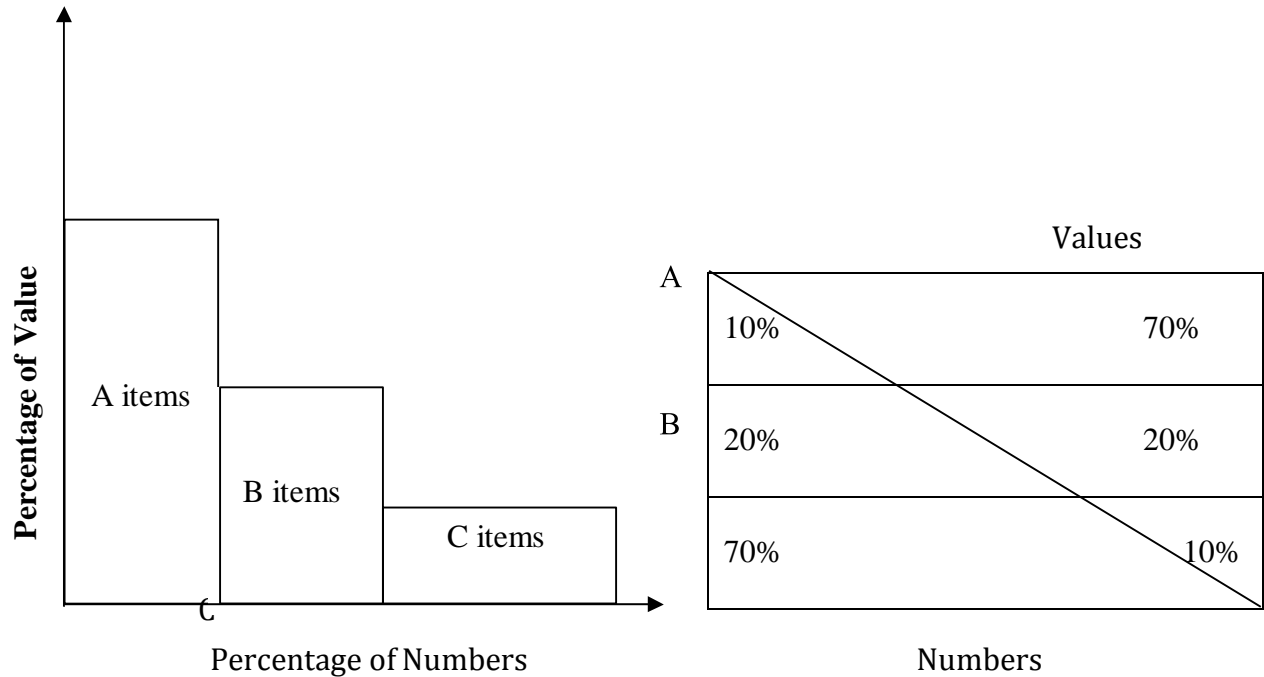 Percentage of Value
A items
B items
C items
C
Percentage of Numbers
Values
A
10% 70%
B
20% 20%
70% 10%
Numbers